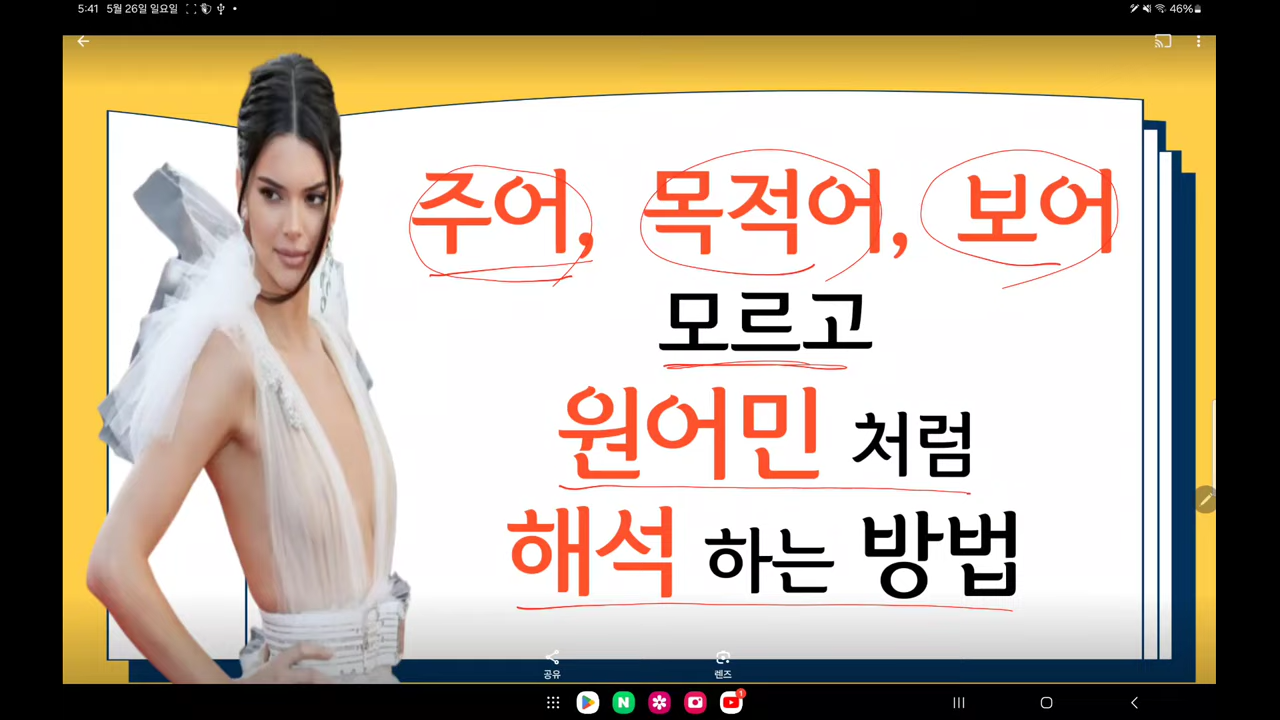 5:41 5월 26일 일요일
46%
주어, 목적어, 보어
모르고
원어민 처럼
해석 하는 방법
공유 렌즈
N
1